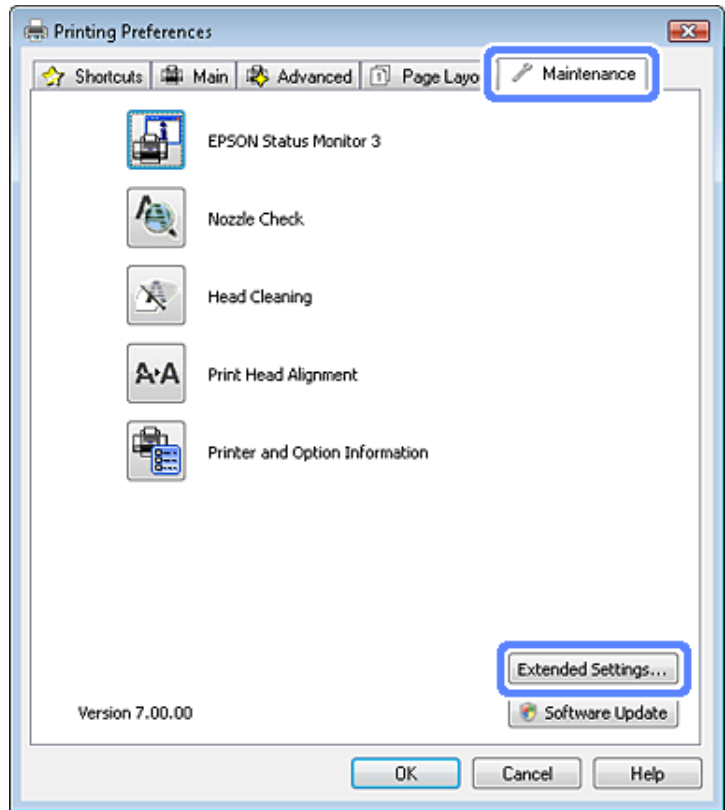 Printing Preferences
Shortcuts Main Advanced 1 Page Layo Maintenance
EPSON Status Monitor 3
Nozzle Check
Head Cleaning
A A Print Head Alignment
Printer and Option Information
Extended Settings...
Version 7.00.00 Software Update
OK Cancel Help